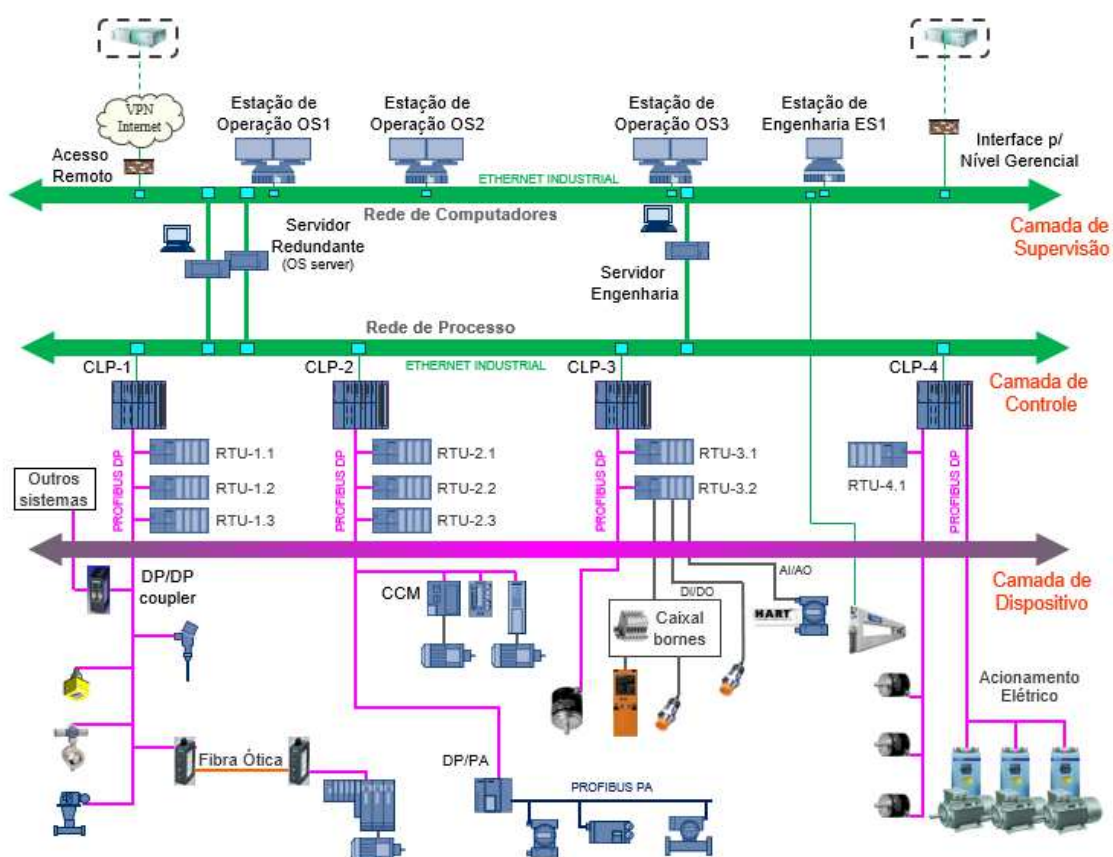 VPN
Internet
Acesso
Remoto
Estação de
Operação OS1
Estação de
Operação OS2
Estação de
Operação OS3
Estação de
Engenharia ES1
Interface p/
Nível Gerencial
ETHERNET INDUSTRIAL
Rede de Computadores
Camada de
Supervisão
Servidor
Redundante
(OS server)
Servidor
Engenharia
Rede de Processo
ETHERNET INDUSTRIAL
Camada de
Controle
CLP-1
CLP-2
CLP-3
CLP-4
PROFIBUS DP
RTU-1.1
RTU-1.2
RTU-1.3
PROFIBUS DP
RTU-2.1
RTU-2.2
RTU-2.3
PROFIBUS DP
RTU-3.1
RTU-3.2
RTU-4.1
PROFIBUS DP
Outros
sistemas
Camada de
Dispositivo
DP/DP
coupler
CCM
DI/DO
AI/AO
HART
Caixal
bornes
Acionamento
Elétrico
Fibra Ótica
DP/PA
PROFIBUS PA